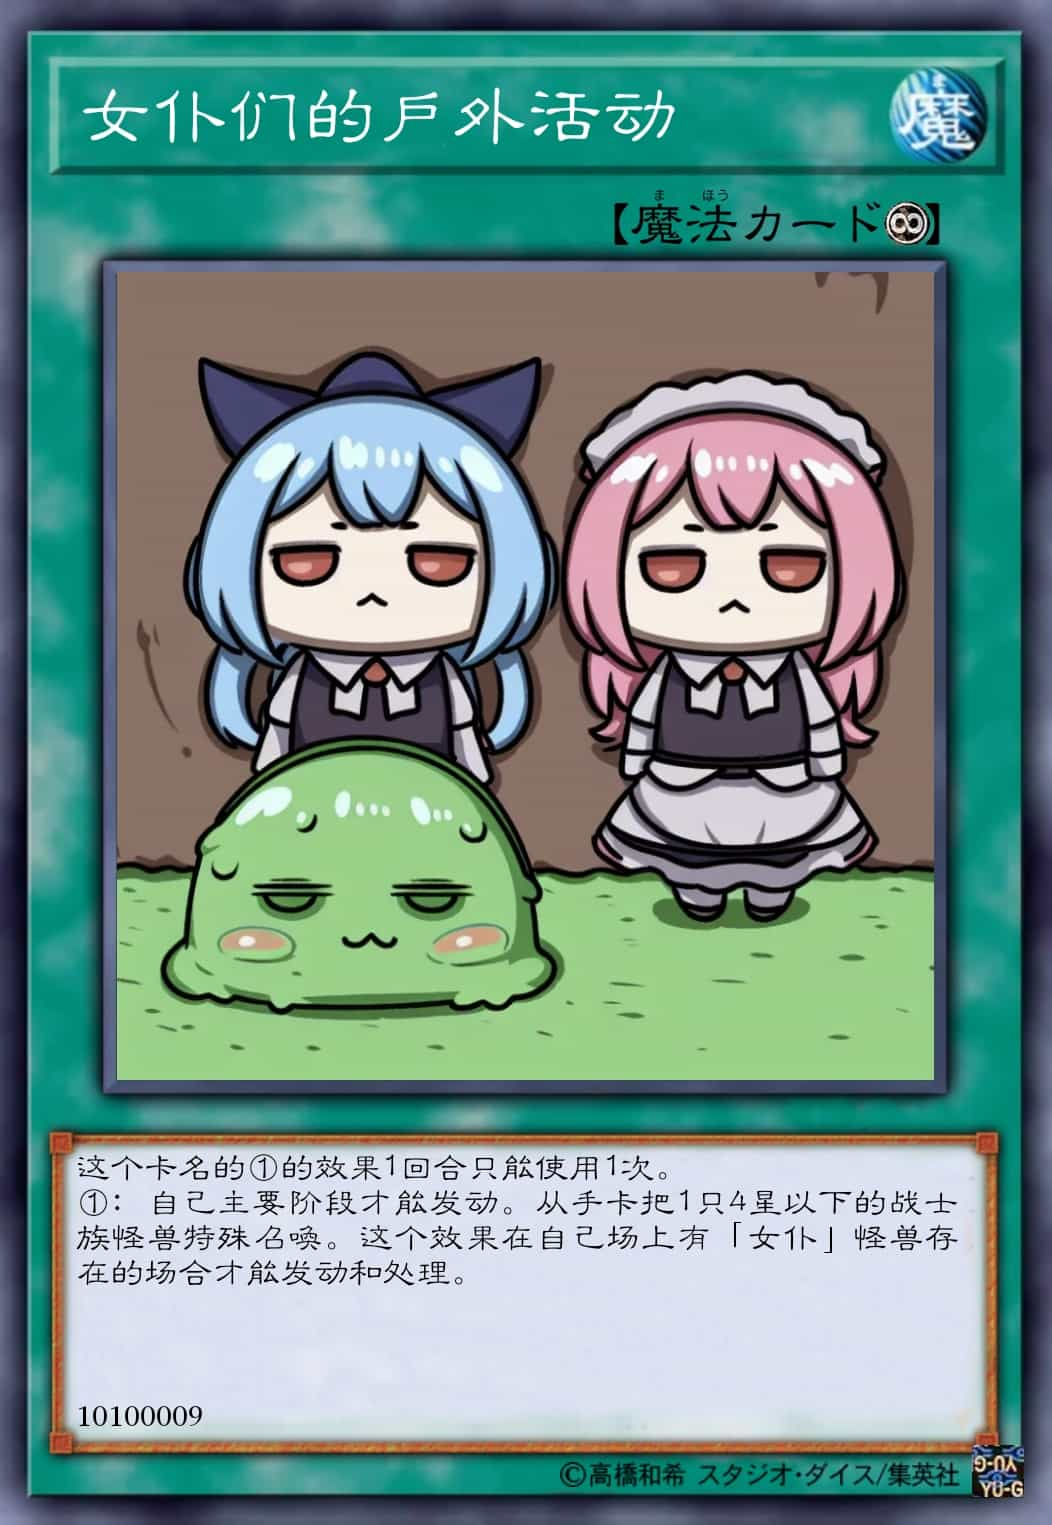 女仆们的户外活动
魔
ま ほう
【魔法カード】
这个卡名的①的效果1回合只能使用1次。
①：自己主要阶段才能发动。从手卡把1只4星以下的战士
族怪兽特殊召唤。这个效果在自己场上有「女仆」怪兽存
在的场合才能发动和处理。
10100009
©高橋和希 スタジオ·ダイス/集英社
YU-G
YU-G